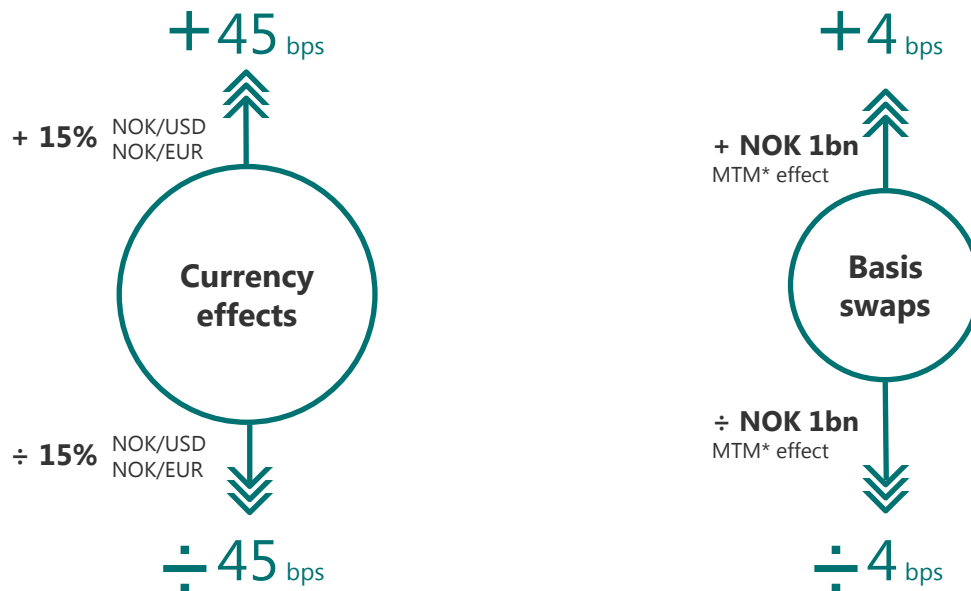 + 45 bps
+ 15% NOK/USD
NOK/EUR
Currency
effects
÷ 15% NOK/USD
NOK/EUR
÷ 45 bps
+ 4 bps
+ NOK 1bn
MTM* effect
Basis
swaps
÷ NOK 1bn
MTM* effect
÷ 4 bps